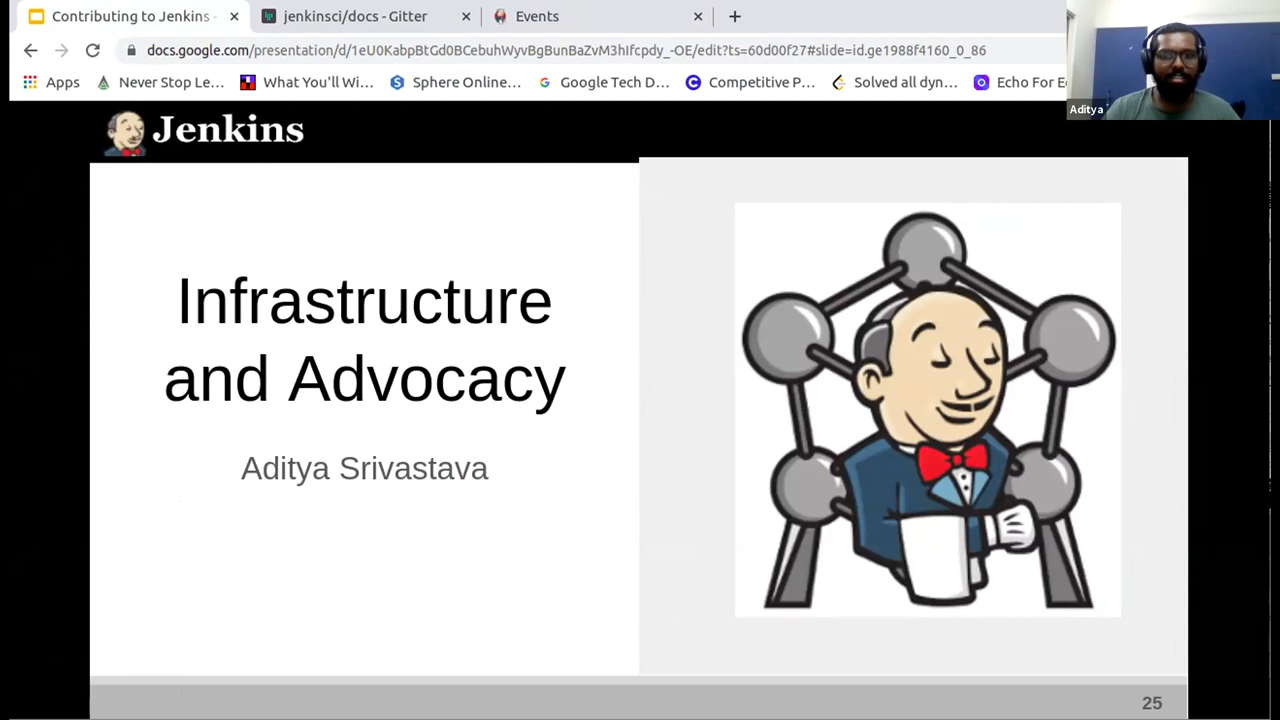 Contributing to Jenkins -
jenkinsci/docs - Gitter
Events
docs.google.com/presentation/d/1eU0KabpBtGd0BCebuhWyvBgBunBaZvM3hIfcpdy_-OE/edit?ts=60d00f27#slide=id.ge1988f4160_0_86
Apps
Never Stop Le...
What You'll Wi...
Sphere Online...
Google Tech D...
Competitive P...
Solved all dyn...
Echo For E
Aditya
Jenkins
Infrastructure
and Advocacy
Aditya Srivastava
25